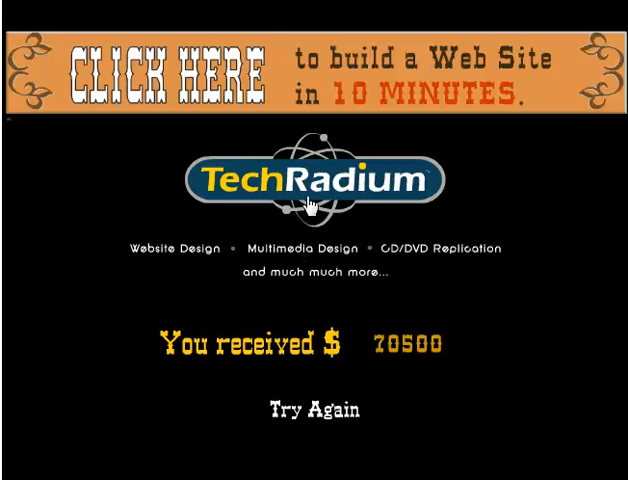 CLICK HERE to build a Web Site
in 10 MINUTES.
TechRadium™
Website Design • Multimedia Design • CD/DVD Replication
and much much more...
You received $ 70500
Try Again